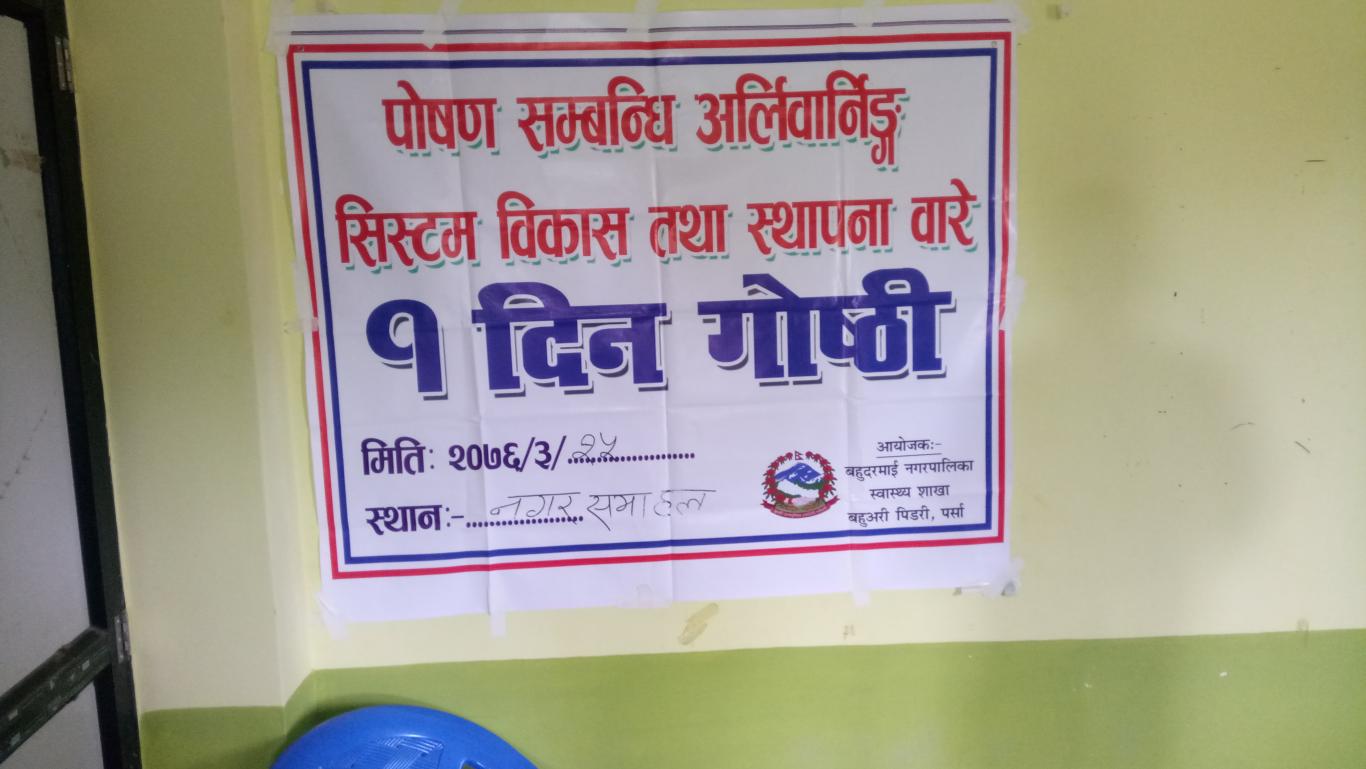 पोषण सम्बन्धि अर्लिवार्निङ्ग
सिस्टम विकास तथा स्थापना वारे
१ दिन गोष्ठी
मितिः २०७६/३/२५
स्थानः- नगर सभा हल
आयोजकः-
बहुदरमाई नगरपालिका
स्वास्थ्य शाखा
बहुअरी पिडरी, पर्सा